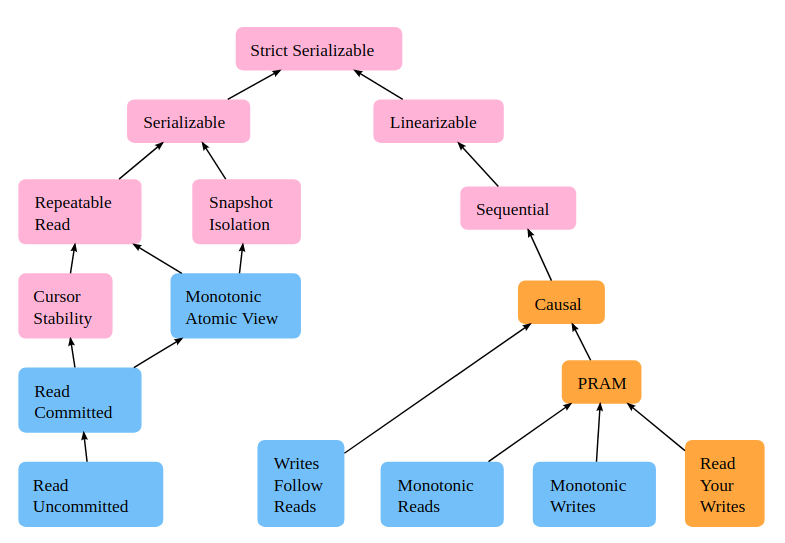 Strict Serializable
Serializable
Linearizable
Repeatable
Read
Snapshot
Isolation
Sequential
Cursor
Stability
Monotonic
Atomic View
Causal
Read
Committed
PRAM
Read
Uncommitted
Writes
Follow
Reads
Monotonic
Reads
Monotonic
Writes
Read
Your
Writes